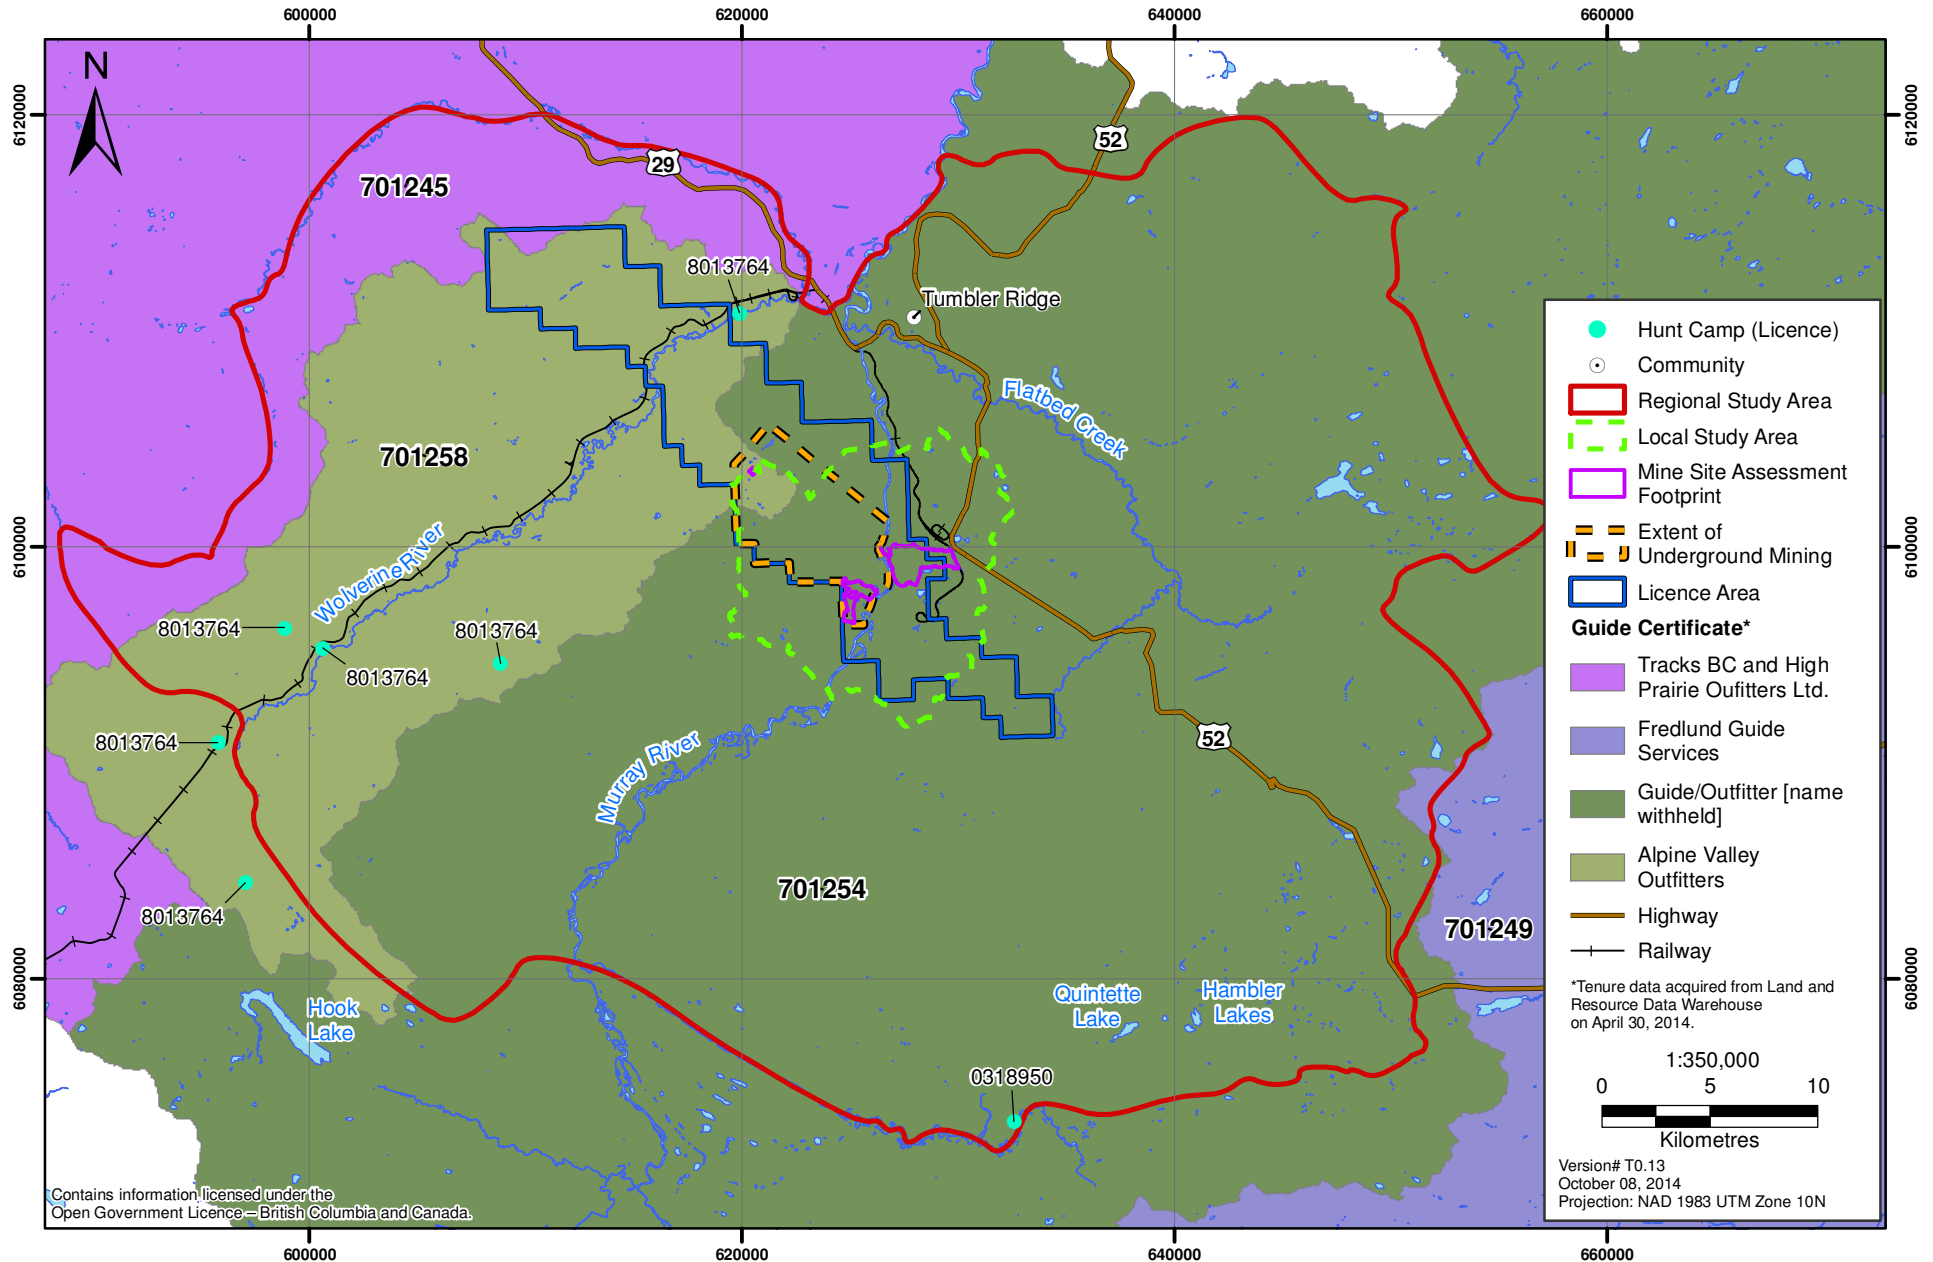 600000
620000
640000
660000
N
6120000
6120000
52
29
701245
8013764
Tumbler Ridge
Flatbed Creek
701258
6100000
6100000
Wolverine River
8013764
8013764
8013764
8013764
52
Murray River
701254
8013764
701249
6080000
6080000
Hook
Lake
Quintette
Lake
Hambler
Lakes
0318950
Hunt Camp (Licence)
Community
Regional Study Area
Local Study Area
Mine Site Assessment
Footprint
Extent of
Underground Mining
Licence Area
Guide Certificate*
Tracks BC and High
Prairie Oufitters Ltd.
Fredlund Guide
Services
Guide/Outfitter [name
withheld]
Alpine Valley
Outfitters
Highway
Railway
*Tenure data acquired from Land and
Resource Data Warehouse
on April 30, 2014.
1:350,000
0 5 10
Kilometres
Version# T0.13
October 08, 2014
Projection: NAD 1983 UTM Zone 10N
Contains information licensed under the
Open Government Licence – British Columbia and Canada.
600000
620000
640000
660000